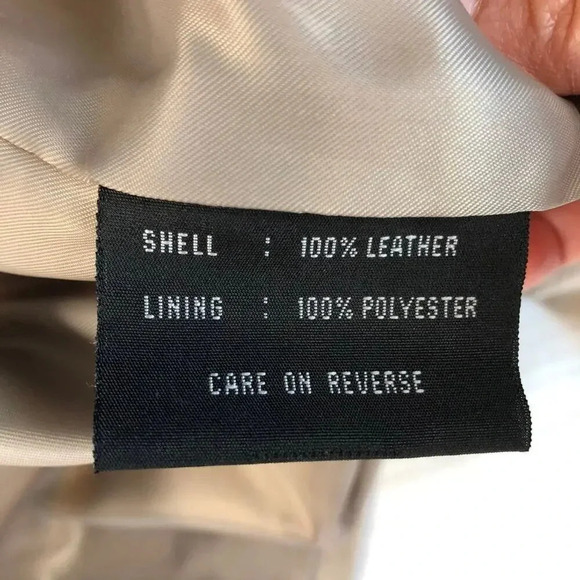 SHELL : 100% LEATHER
LINING : 100% POLYESTER
CARE ON REVERSE